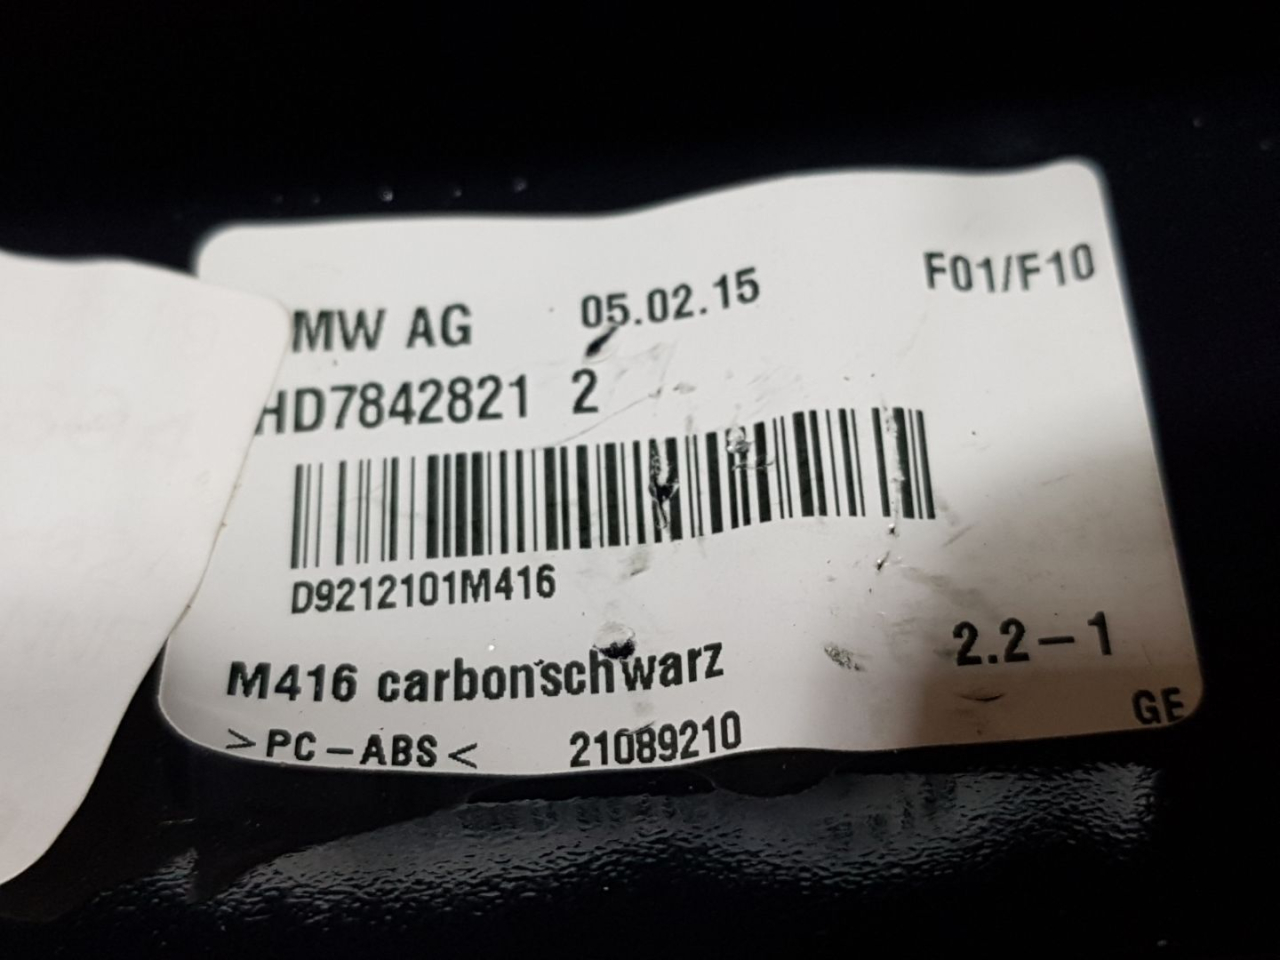 MW AG 05.02.15 F01/F10
HD7842821 2
D9212101M416
M416 carbonschwarz 2.2-1
>PC-ABS< 21089210 GE